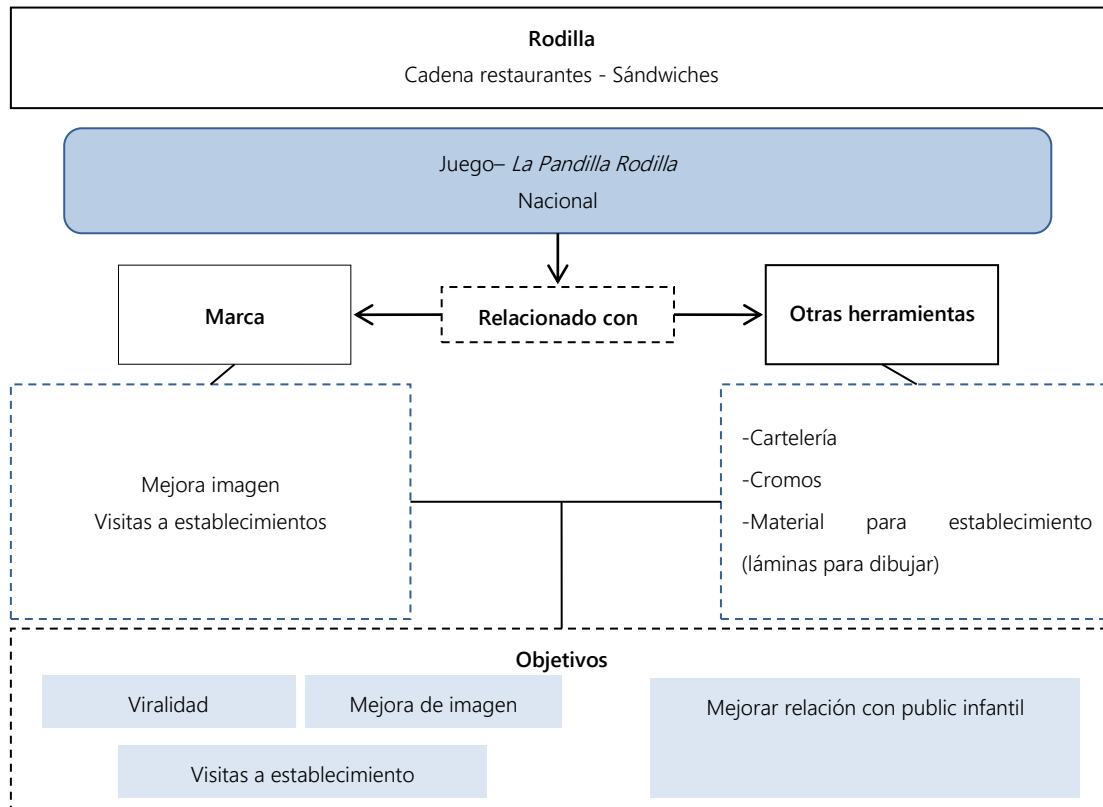 Rodilla
Cadena restaurantes - Sándwiches
Juego– La Pandilla Rodilla
Nacional
Marca
Relacionado con
Otras herramientas
Mejora imagen
Visitas a establecimientos
-Cartelería
-Cromos
-Material para establecimiento
(láminas para dibujar)
Objetivos
Viralidad
Mejora de imagen
Mejorar relación con public infantil
Visitas a establecimiento